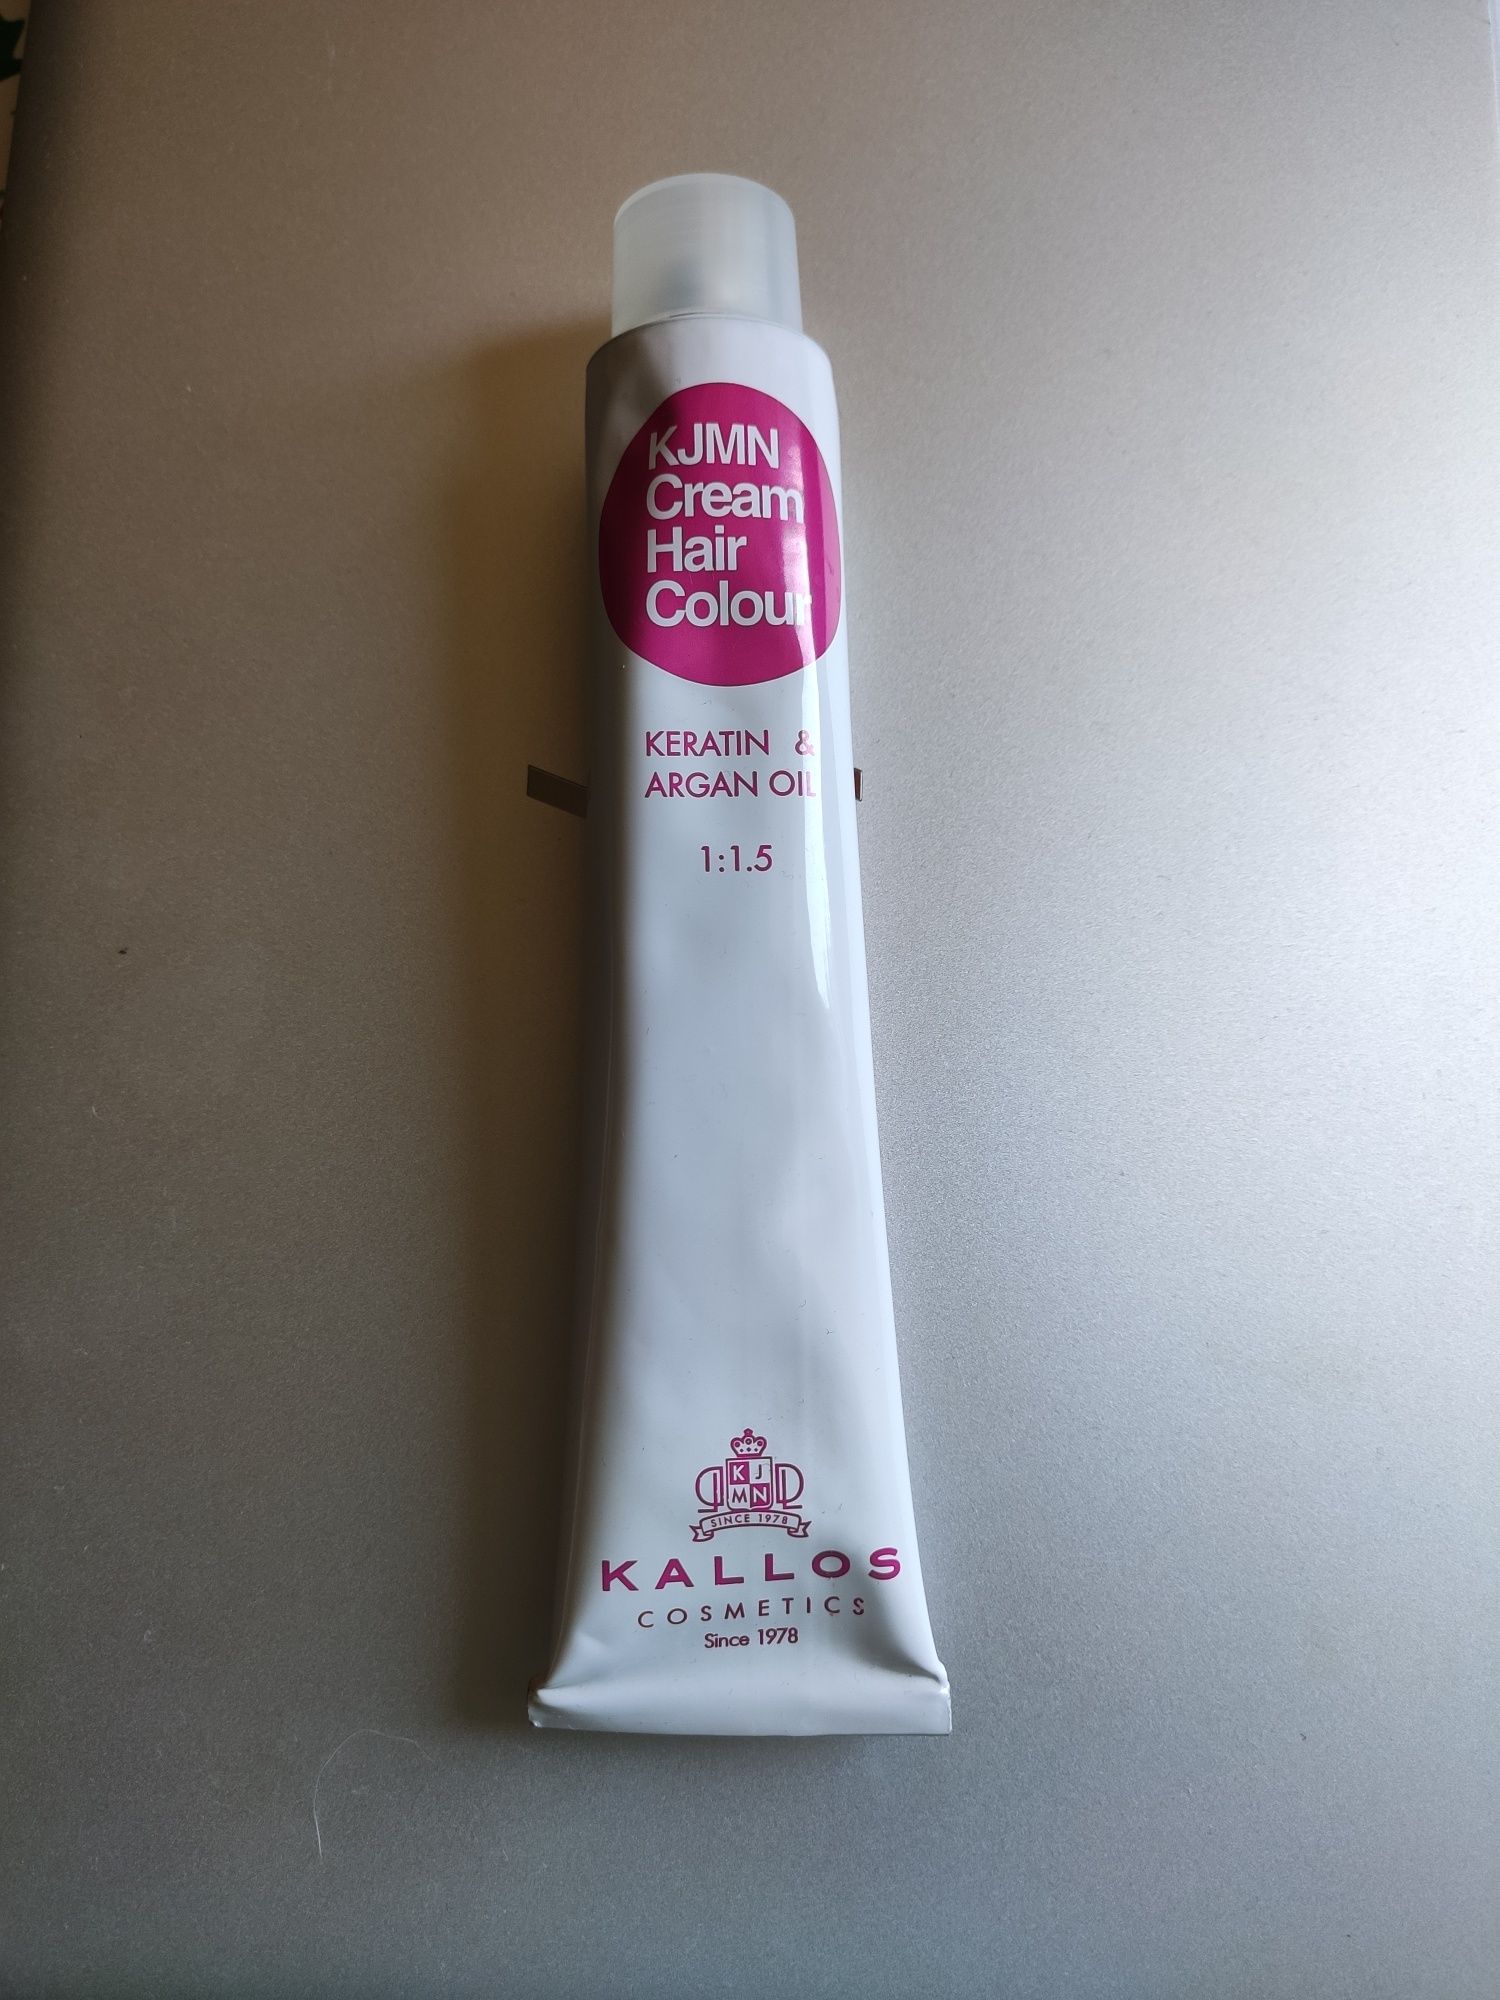 KJMN
Cream
Hair
Colour
KERATIN &
ARGAN OIL
1:1.5
K J
M N
SINCE 1978
KALLOS
COSMETICS
Since 1978